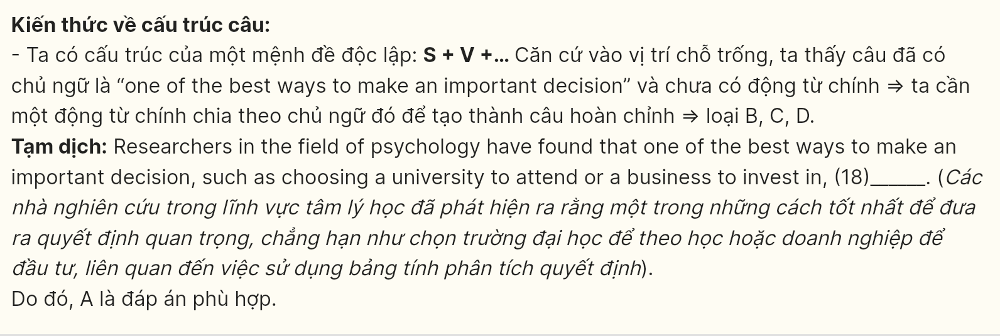 Kiến thức về cấu trúc câu:
- Ta có cấu trúc của một mệnh đề độc lập: S + V +... Căn cứ vào vị trí chỗ trống, ta thấy câu đã có
chủ ngữ là “one of the best ways to make an important decision” và chưa có động từ chính ⇒ ta cần
một động từ chính chia theo chủ ngữ đó để tạo thành câu hoàn chỉnh ⇒ loại B, C, D.
Tạm dịch: Researchers in the field of psychology have found that one of the best ways to make an
important decision, such as choosing a university to attend or a business to invest in, (18)______. (Các
nhà nghiên cứu trong lĩnh vực tâm lý học đã phát hiện ra rằng một trong những cách tốt nhất để đưa
ra quyết định quan trọng, chẳng hạn như chọn trường đại học để theo học hoặc doanh nghiệp để
đầu tư, liên quan đến việc sử dụng bảng tính phân tích quyết định).
Do đó, A là đáp án phù hợp.